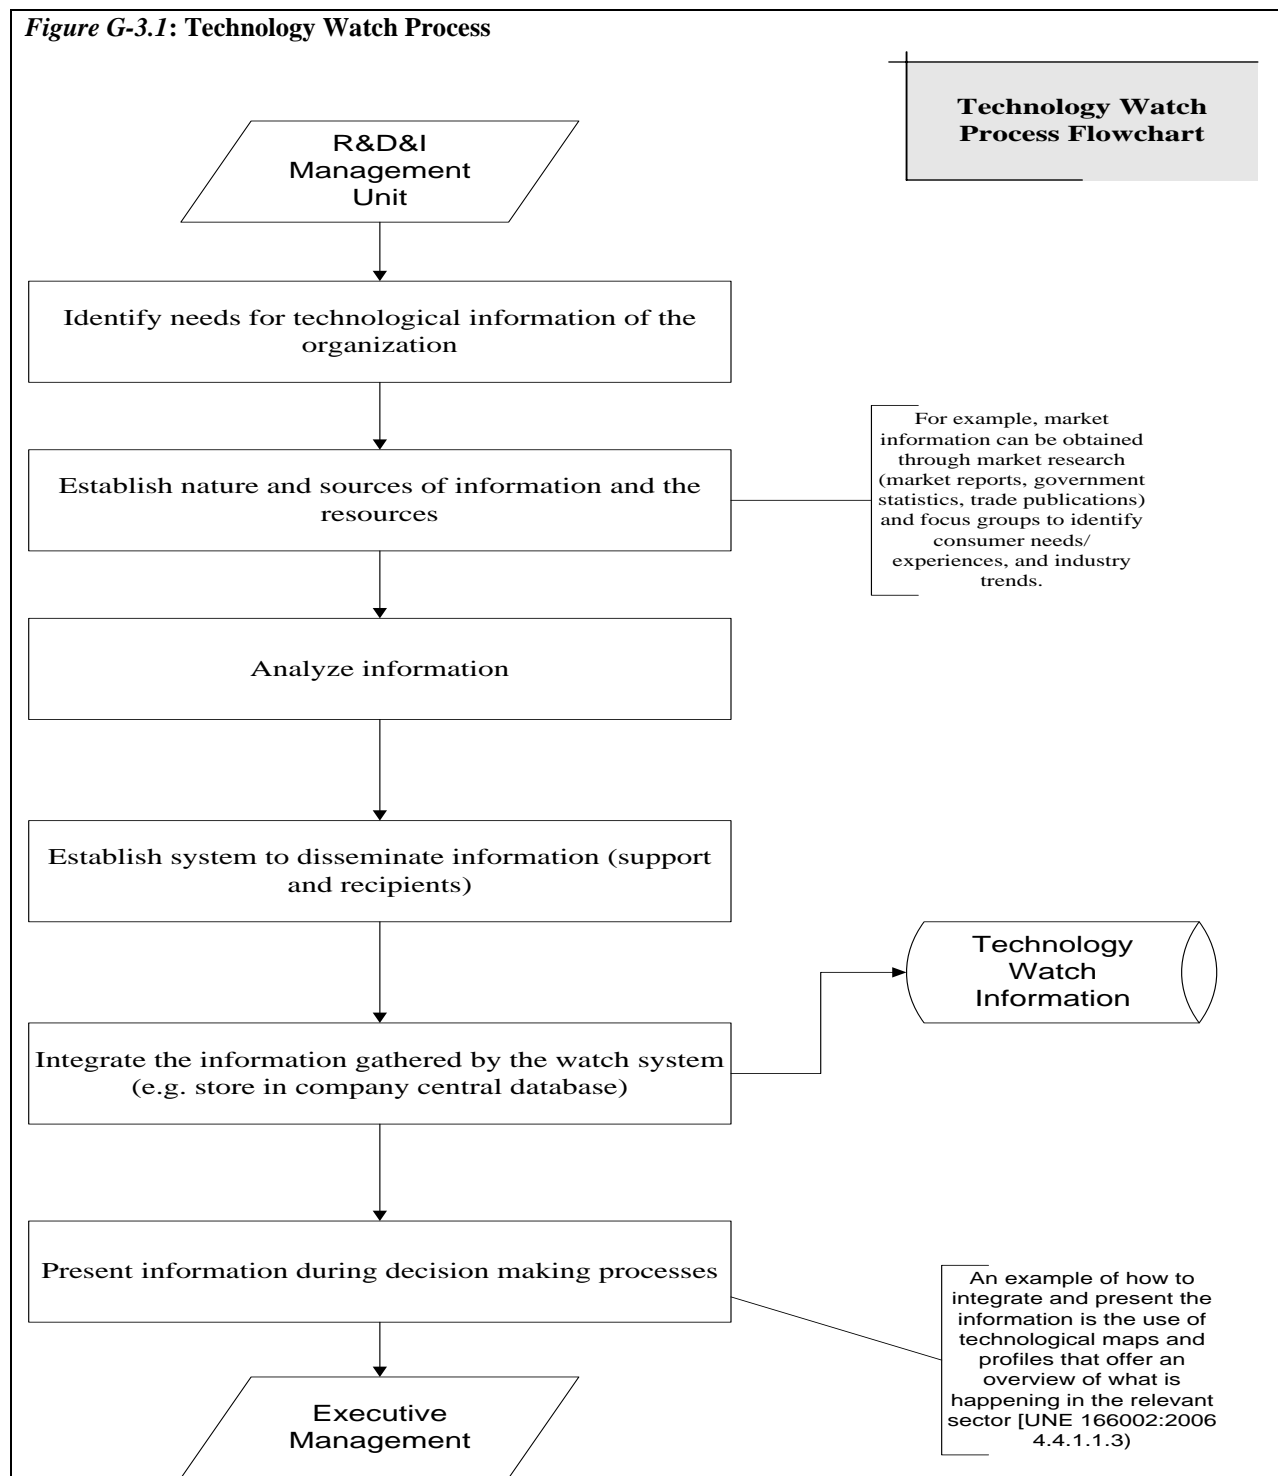 Figure G-3.1: Technology Watch Process
Technology Watch
Process Flowchart
R&D&I
Management
Unit
Identify needs for technological information of the
organization
Establish nature and sources of information and the
resources
For example, market
information can be obtained
through market research
(market reports, government
statistics, trade publications)
and focus groups to identify
consumer needs/
experiences, and industry
trends.
Analyze information
Establish system to disseminate information (support
and recipients)
Technology
Watch
Information
Integrate the information gathered by the watch system
(e.g. store in company central database)
Present information during decision making processes
An example of how to
integrate and present the
information is the use of
technological maps and
profiles that offer an
overview of what is
happening in the relevant
sector [UNE 166002:2006
4.4.1.1.3)
Executive
Management